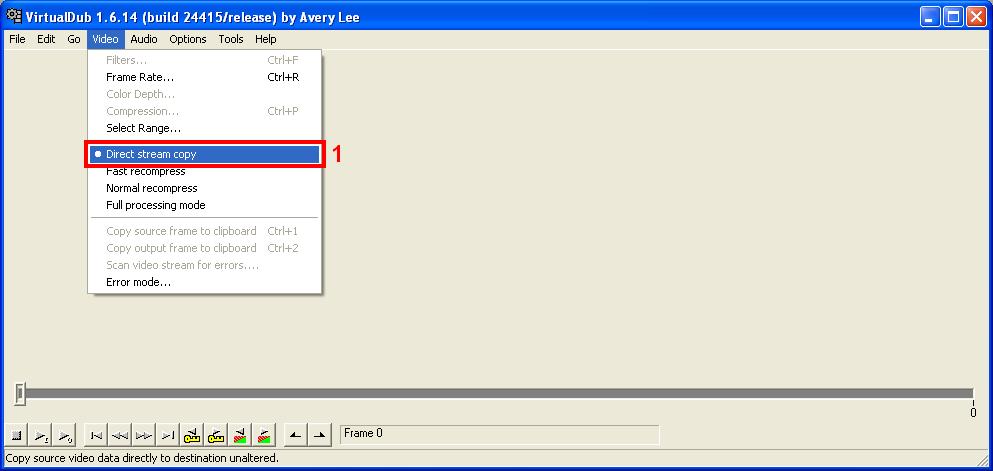 VirtualDub 1.6.14 (build 24415/release) by Avery Lee
File Edit Go Video Audio Options Tools Help
Filters... Ctrl+F
Frame Rate... Ctrl+R
Color Depth...
Compression... Ctrl+P
Select Range...
Direct stream copy 1
Fast recompress
Normal recompress
Full processing mode
Copy source frame to clipboard Ctrl+1
Copy output frame to clipboard Ctrl+2
Scan video stream for errors....
Error mode...
0
Frame 0
Copy source video data directly to destination unaltered.